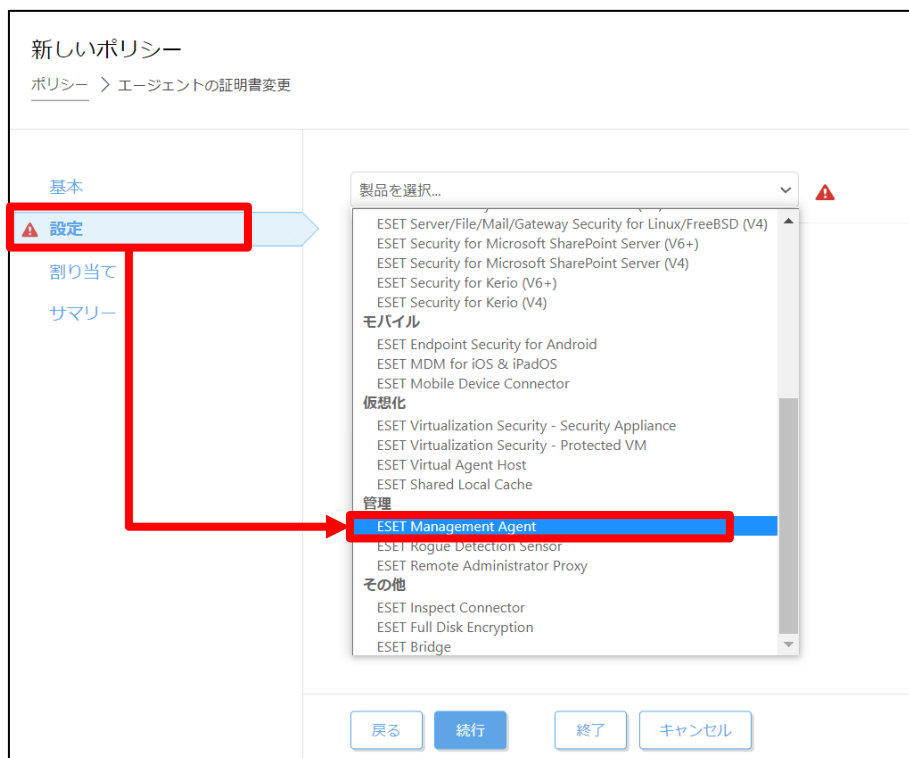 新しいポリシー
ポリシー > エージェントの証明書変更
基本
設定
割り当て
サマリー
製品を選択...
ESET Server/File/Mail/Gateway Security for Linux/FreeBSD (V4)
ESET Security for Microsoft SharePoint Server (V6+)
ESET Security for Microsoft SharePoint Server (V4)
ESET Security for Kerio (V6+)
ESET Security for Kerio (V4)
モバイル
ESET Endpoint Security for Android
ESET MDM for iOS & iPadOS
ESET Mobile Device Connector
仮想化
ESET Virtualization Security - Security Appliance
ESET Virtualization Security - Protected VM
ESET Virtual Agent Host
ESET Shared Local Cache
管理
ESET Management Agent
ESET Rogue Detection Sensor
ESET Remote Administrator Proxy
その他
ESET Inspect Connector
ESET Full Disk Encryption
ESET Bridge
戻る 続行 終了 キャンセル